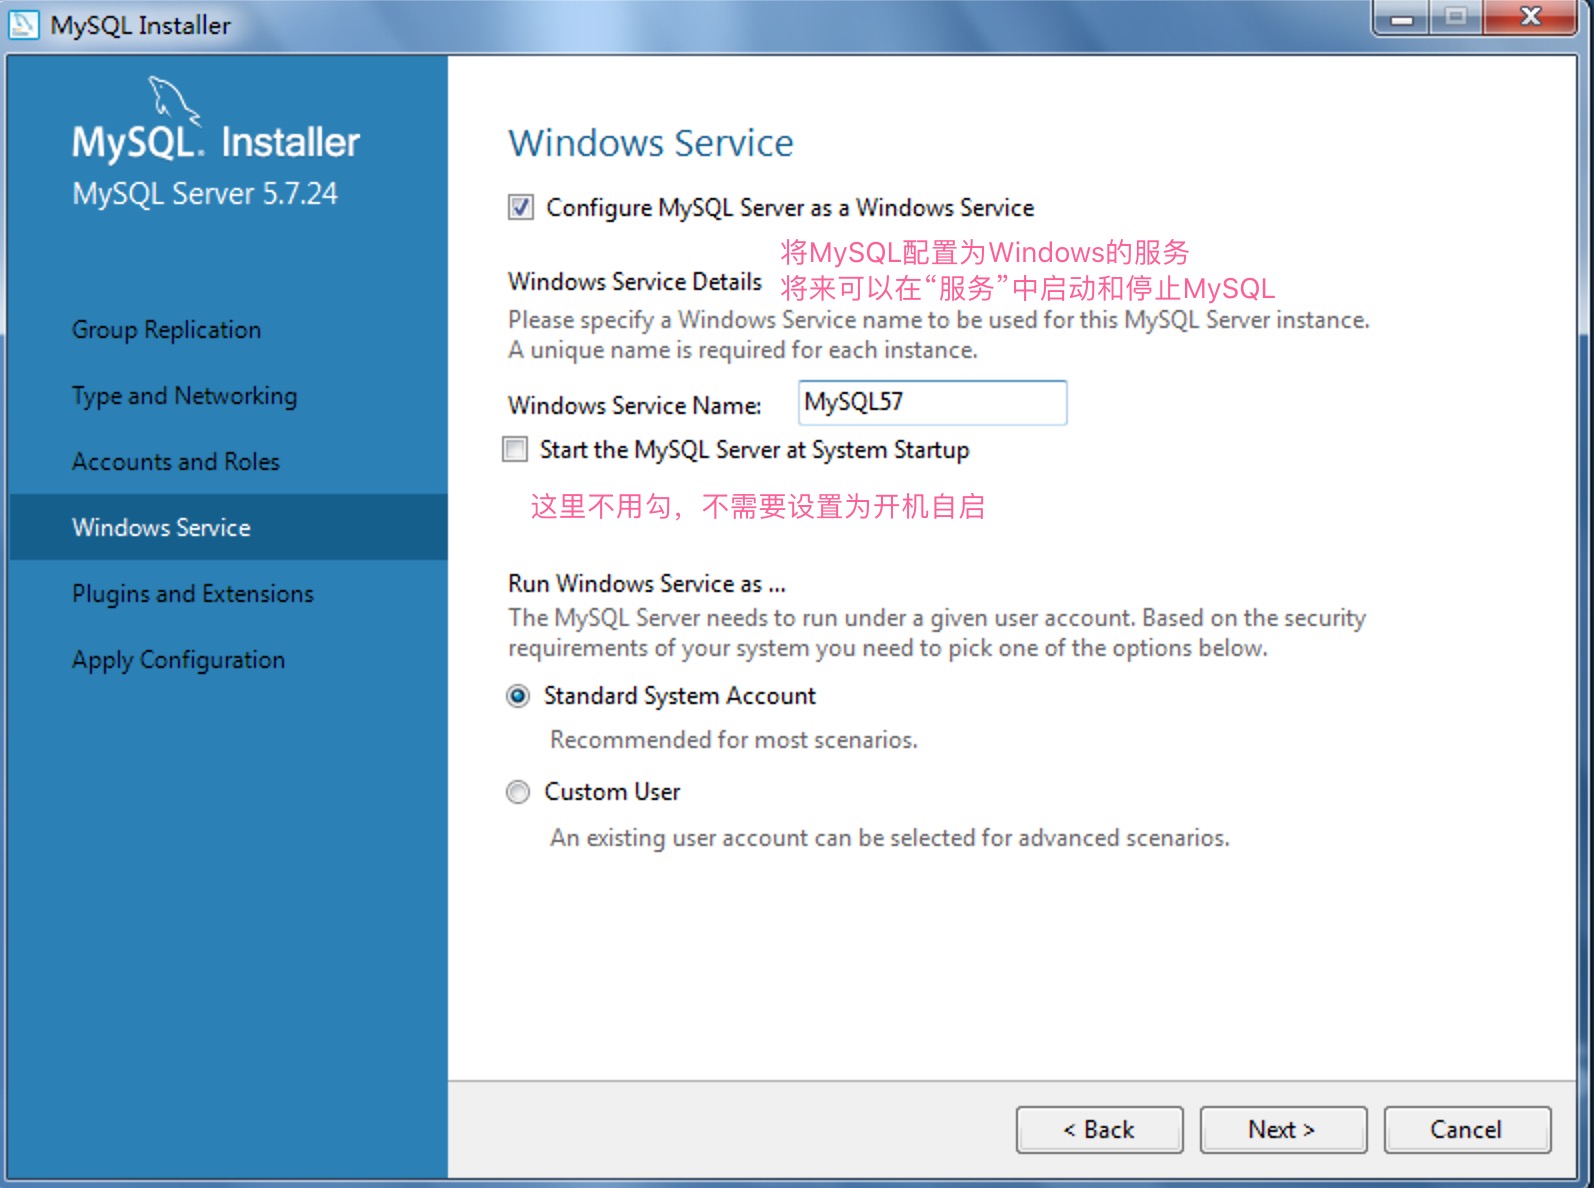 MySQL Installer
MySQL. Installer
MySQL Server 5.7.24
Group Replication
Type and Networking
Accounts and Roles
Windows Service
Plugins and Extensions
Apply Configuration
Windows Service
Configure MySQL Server as a Windows Service
将MySQL配置为Windows的服务
Windows Service Details
将来可以在“服务”中启动和停止MySQL
Please specify a Windows Service name to be used for this MySQL Server instance.
A unique name is required for each instance.
Windows Service Name: MySQL57
Start the MySQL Server at System Startup
这里不用勾，不需要设置为开机自启
Run Windows Service as ...
The MySQL Server needs to run under a given user account. Based on the security
requirements of your system you need to pick one of the options below.
Standard System Account
Recommended for most scenarios.
Custom User
An existing user account can be selected for advanced scenarios.
< Back Next > Cancel